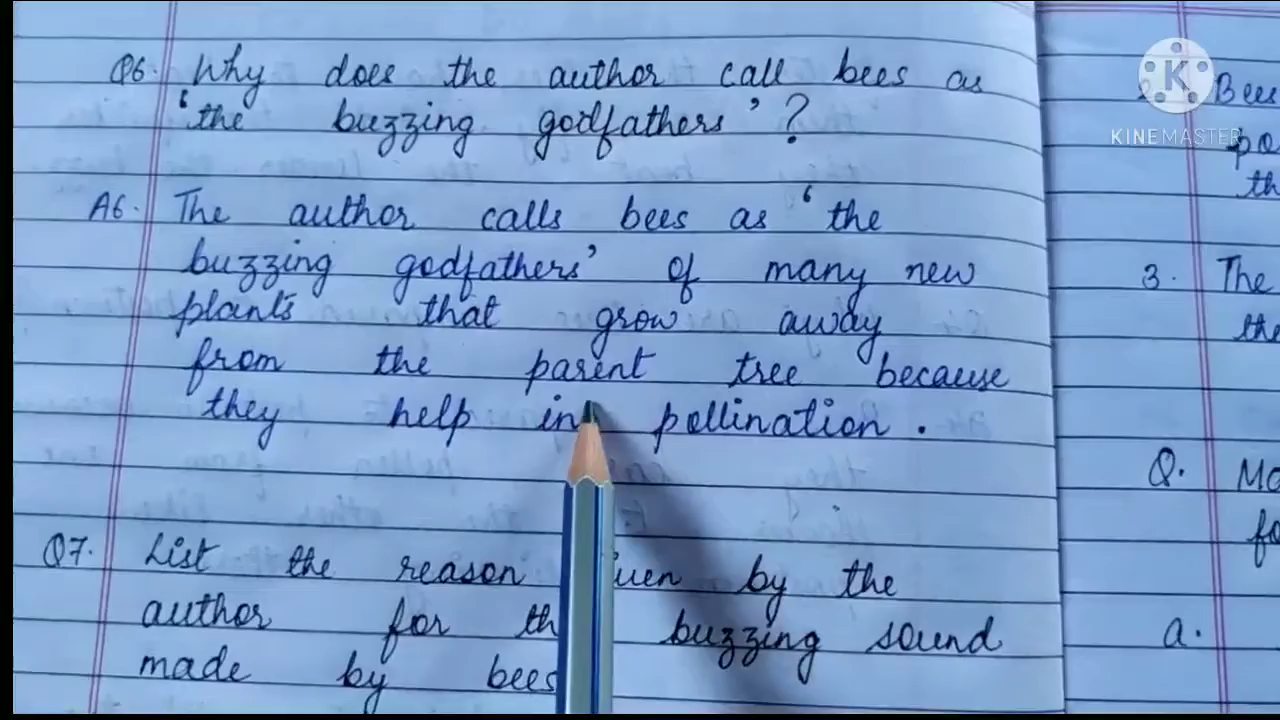 Q6. Why does the author call bees as
'the buzzing godfathers'?
A6. The author calls bees as 'the
buzzing godfathers' of many new
plants that grow away
from the parent tree because
they help in pollination.
Q7. List the reason by the
author for buzzing sound
made by bees
KINEMASTER
Bees
3. The
the
Q.
a.